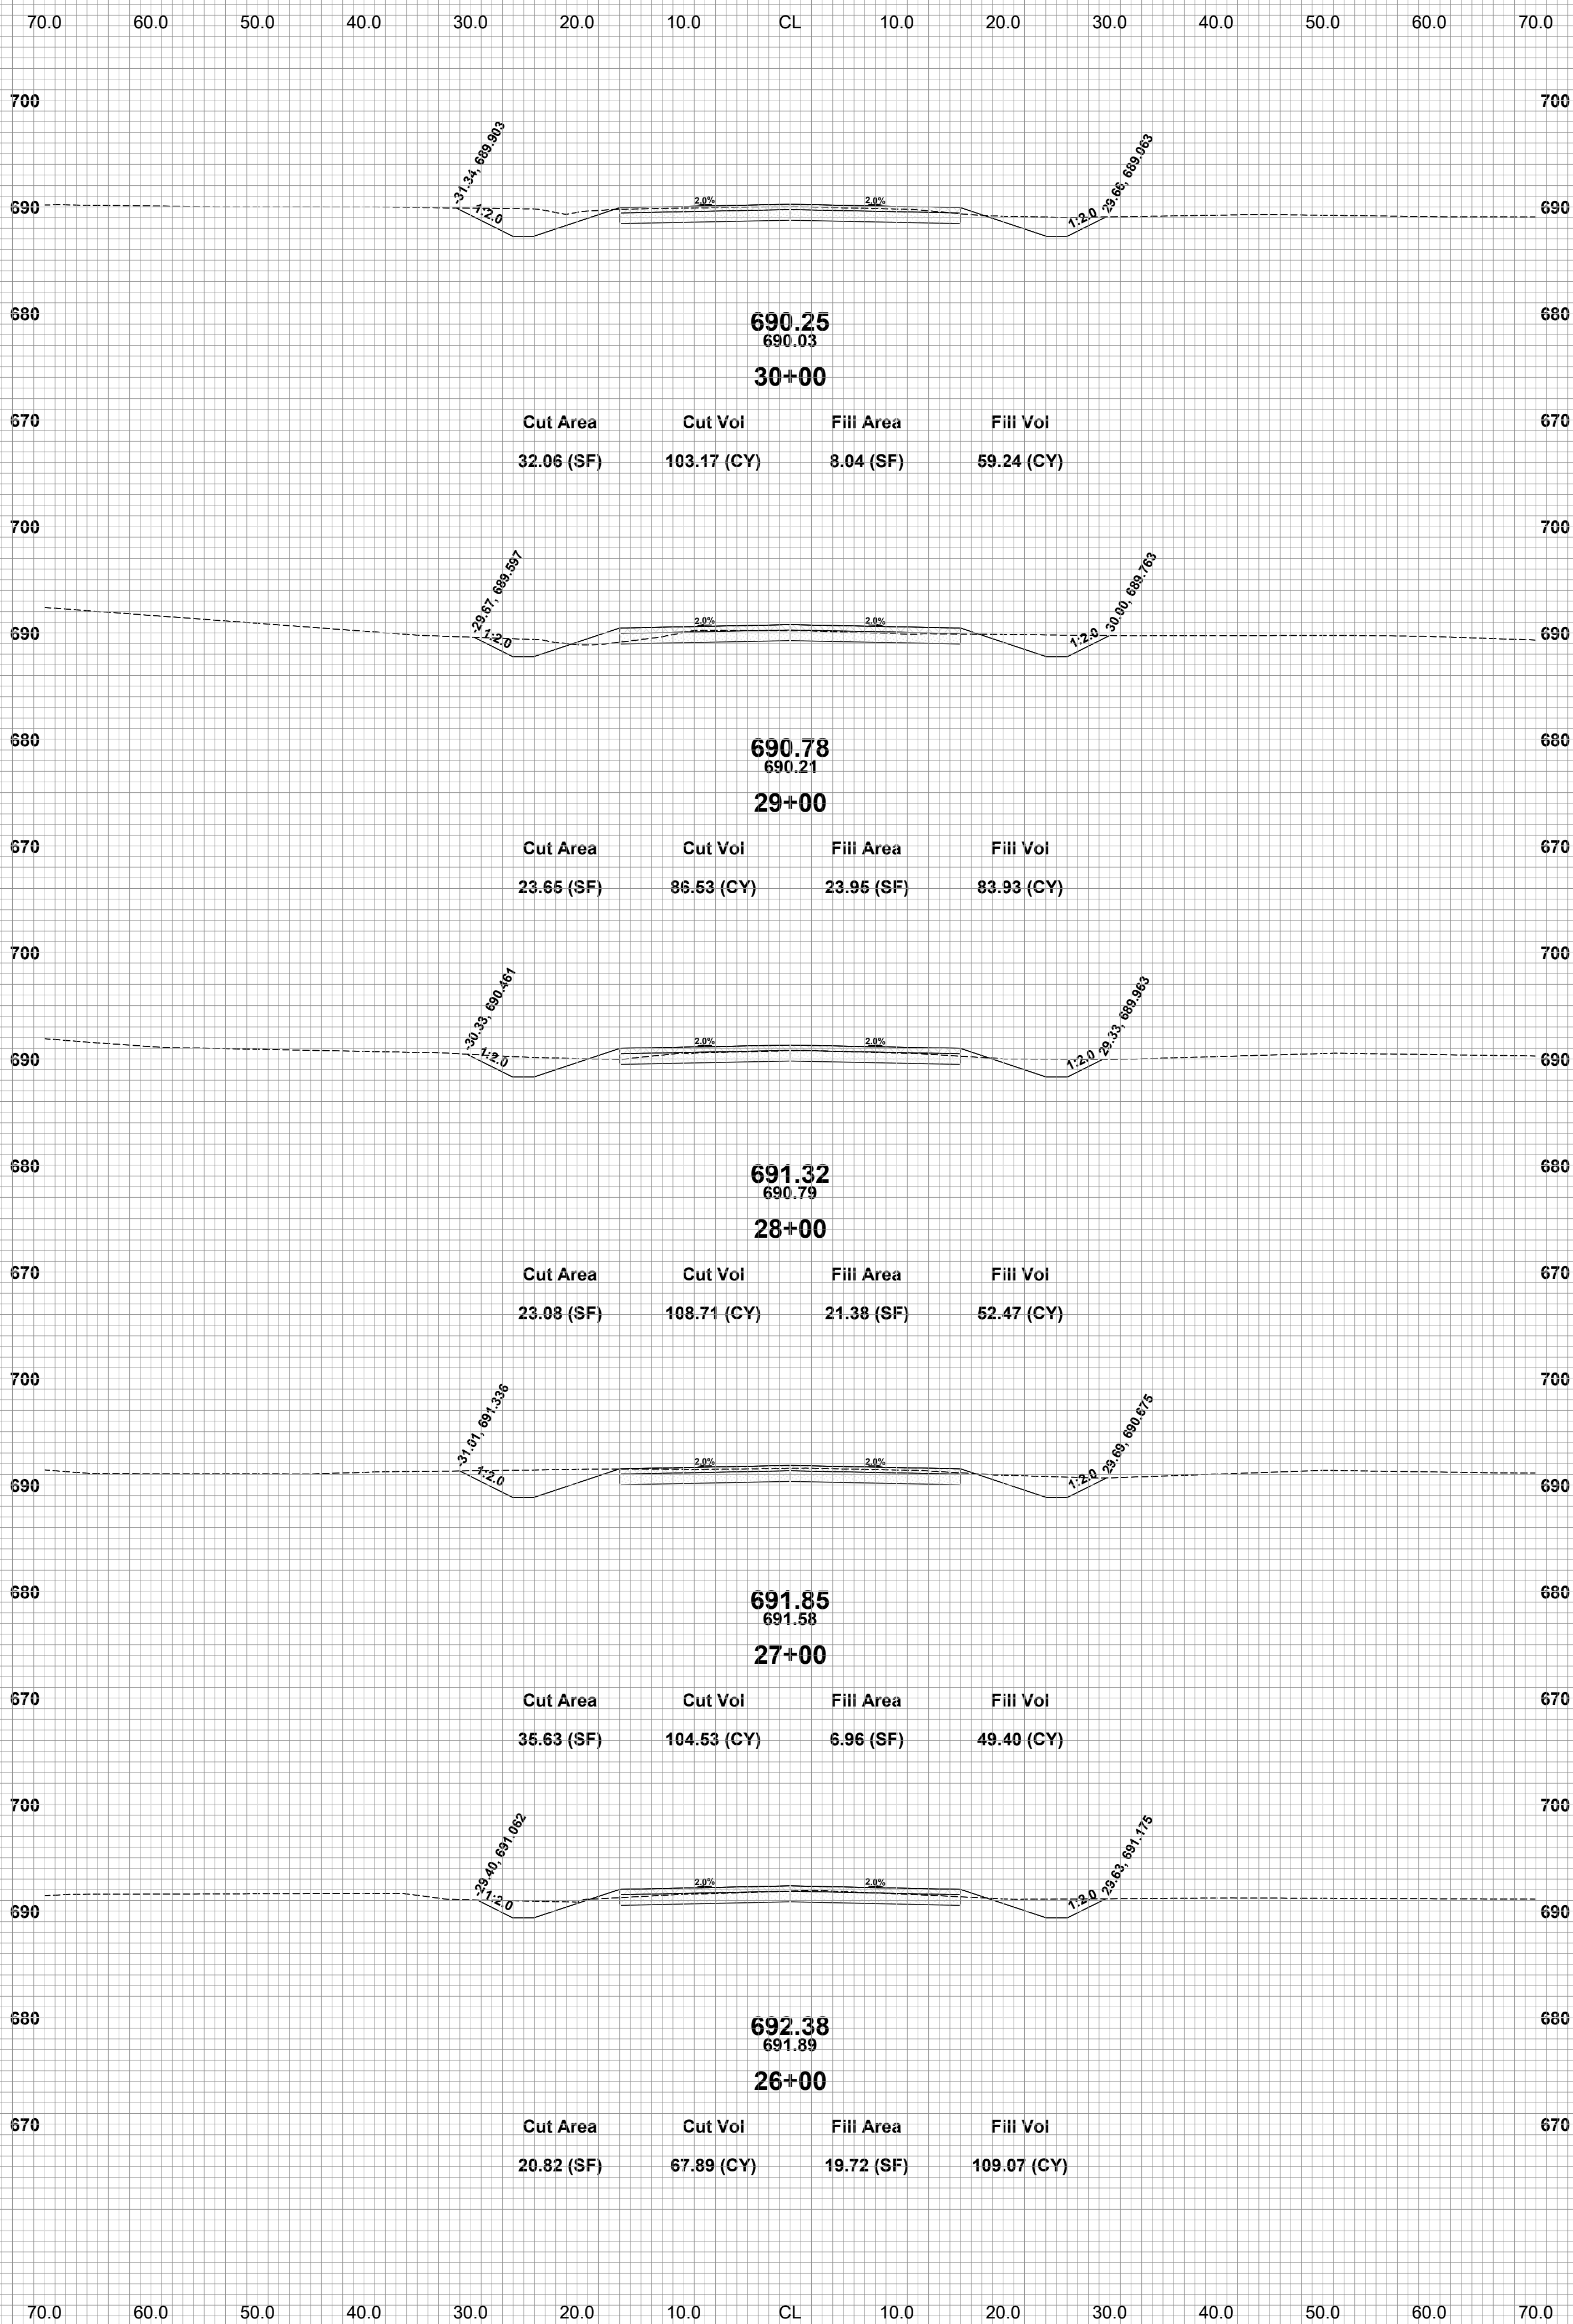 70.0 60.0 50.0 40.0 30.0 20.0 10.0 CL 10.0 20.0 30.0 40.0 50.0 60.0 70.0
700 700
-31.34, 689.903 29.66, 689.063
690 1:2.0 2.0% 2.0% 1:2.0 690
680 680
690.25
690.03
30+00
670 670
Cut Area Cut Vol Fill Area Fill Vol
32.06 (SF) 103.17 (CY) 8.04 (SF) 59.24 (CY)
700 700
-29.67, 689.597 30.00, 689.763
690 1:2.0 2.0% 2.0% 1:2.0 690
680 680
690.78
690.21
29+00
670 670
Cut Area Cut Vol Fill Area Fill Vol
23.65 (SF) 86.53 (CY) 23.95 (SF) 83.93 (CY)
700 700
-30.33, 690.461 29.33, 689.963
690 1:2.0 2.0% 2.0% 1:2.0 690
680 680
691.32
690.79
28+00
670 670
Cut Area Cut Vol Fill Area Fill Vol
23.08 (SF) 108.71 (CY) 21.38 (SF) 52.47 (CY)
700 700
-31.01, 691.336 29.69, 690.675
690 1:2.0 2.0% 2.0% 1:2.0 690
680 680
691.85
691.58
27+00
670 670
Cut Area Cut Vol Fill Area Fill Vol
35.63 (SF) 104.53 (CY) 6.96 (SF) 49.40 (CY)
700 700
-29.40, 691.062 29.63, 691.175
690 1:2.0 2.0% 2.0% 1:2.0 690
680 680
692.38
691.89
26+00
670 670
Cut Area Cut Vol Fill Area Fill Vol
20.82 (SF) 67.89 (CY) 19.72 (SF) 109.07 (CY)
70.0 60.0 50.0 40.0 30.0 20.0 10.0 CL 10.0 20.0 30.0 40.0 50.0 60.0 70.0